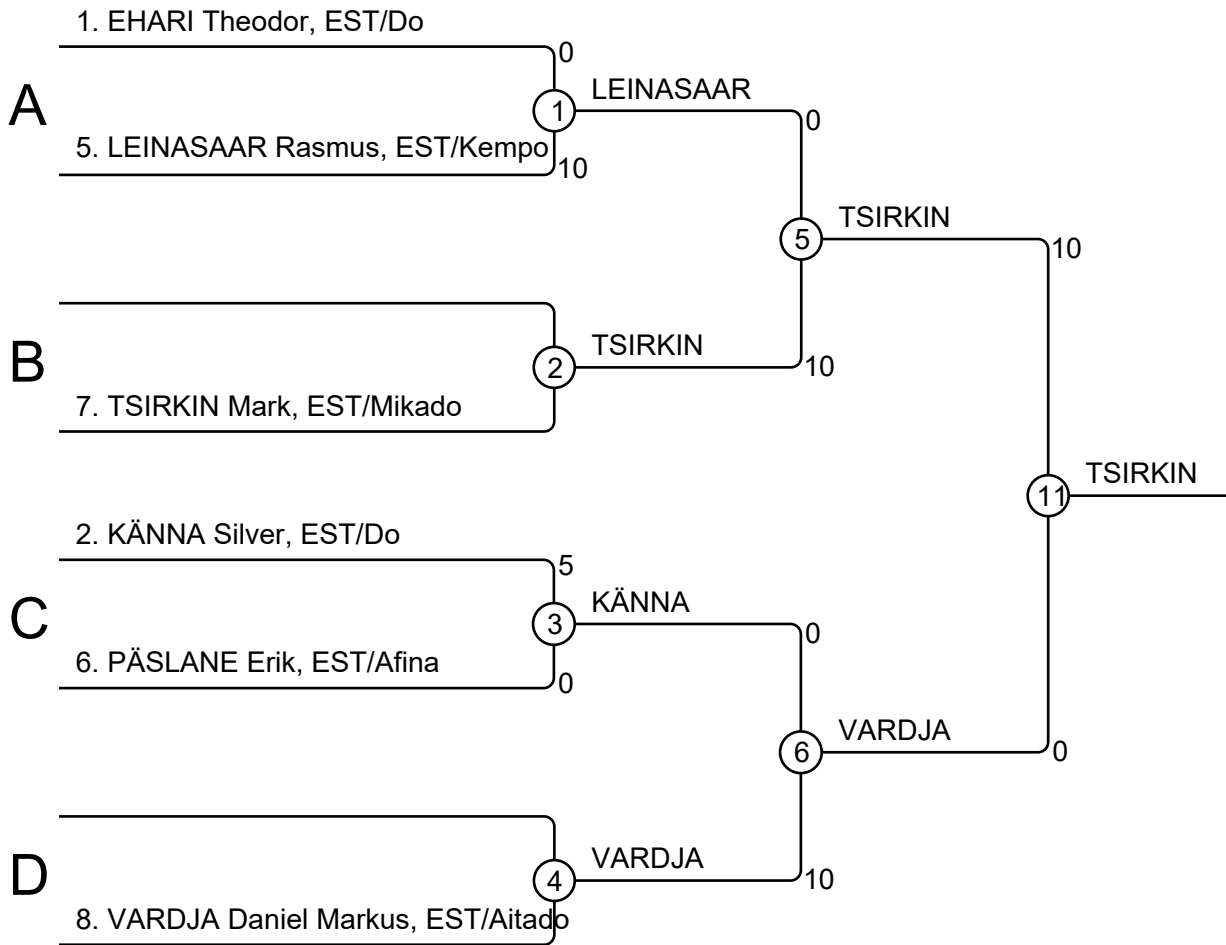 1. EHARI Theodor, EST/Do
0
A
1
LEINASAAR
0
5. LEINASAAR Rasmus, EST/Kempo
10
5
TSIRKIN
10
B
2
TSIRKIN
10
7. TSIRKIN Mark, EST/Mikado
11
TSIRKIN
2. KÄNNA Silver, EST/Do
5
C
3
KÄNNA
0
6. PÄSLANE Erik, EST/Afina
0
6
VARDJA
0
D
4
VARDJA
10
8. VARDJA Daniel Markus, EST/Aitado